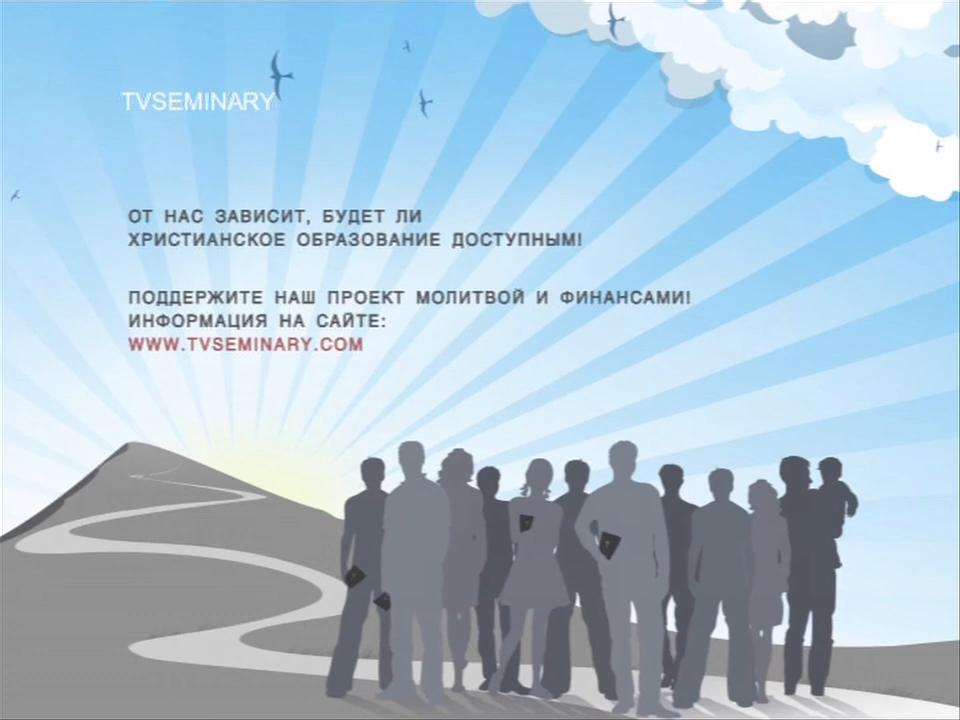 TVSEMINARY
ОТ НАС ЗАВИСИТ, БУДЕТ ЛИ
ХРИСТИАНСКОЕ ОБРАЗОВАНИЕ ДОСТУПНЫМ!
ПОДДЕРЖИТЕ НАШ ПРОЕКТ МОЛИТВОЙ И ФИНАНСАМИ!
ИНФОРМАЦИЯ НА САЙТЕ:
WWW.TVSEMINARY.COM